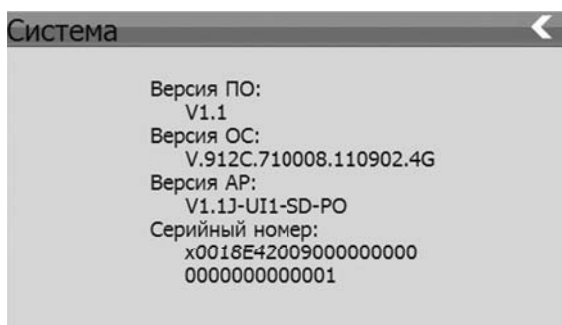 Система
Версия ПО:
V1.1
Версия ОС:
V.912C.710008.110902.4G
Версия АР:
V1.1J-UI1-SD-PO
Серийный номер:
x0018E42009000000000
0000000000001